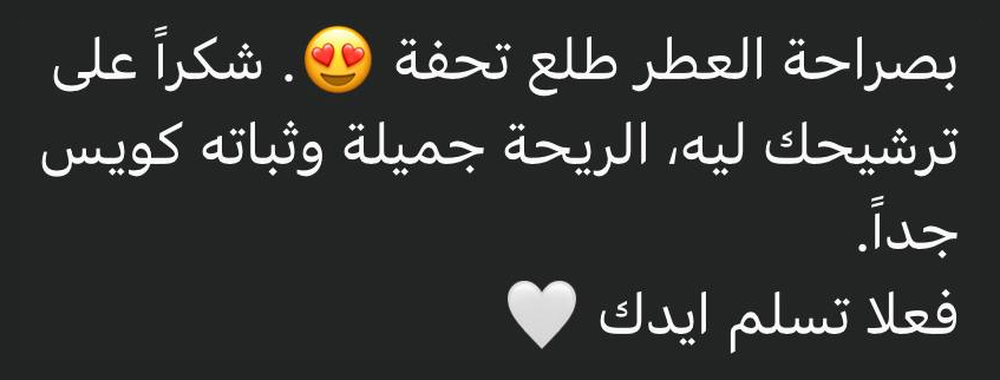 بصراحة العطر طلع تحفة 😍. شكراً على
ترشيحك ليه، الريحة جميلة وثباته كويس
جداً.
فعلا تسلم ايدك 🤍